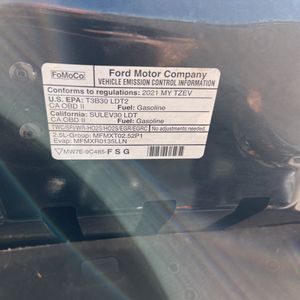 FoMoCo
Ford Motor Company
VEHICLE EMISSION CONTROL INFORMATION
Conforms to regulations: 2021 MY TZEV
U.S. EPA: T3B30 LDT2
CA OBD II Fuel: Gasoline
California: SULEV30 LDT
CA OBD II Fuel: Gasoline
TWC/SFI/WR-HO2S/HO2S/EGR/EGRC No adjustments needed.
2.5L-Group: MFMXT02.52P1
Evap: MFMXR0135LLN
MW7E-9C485-F S G